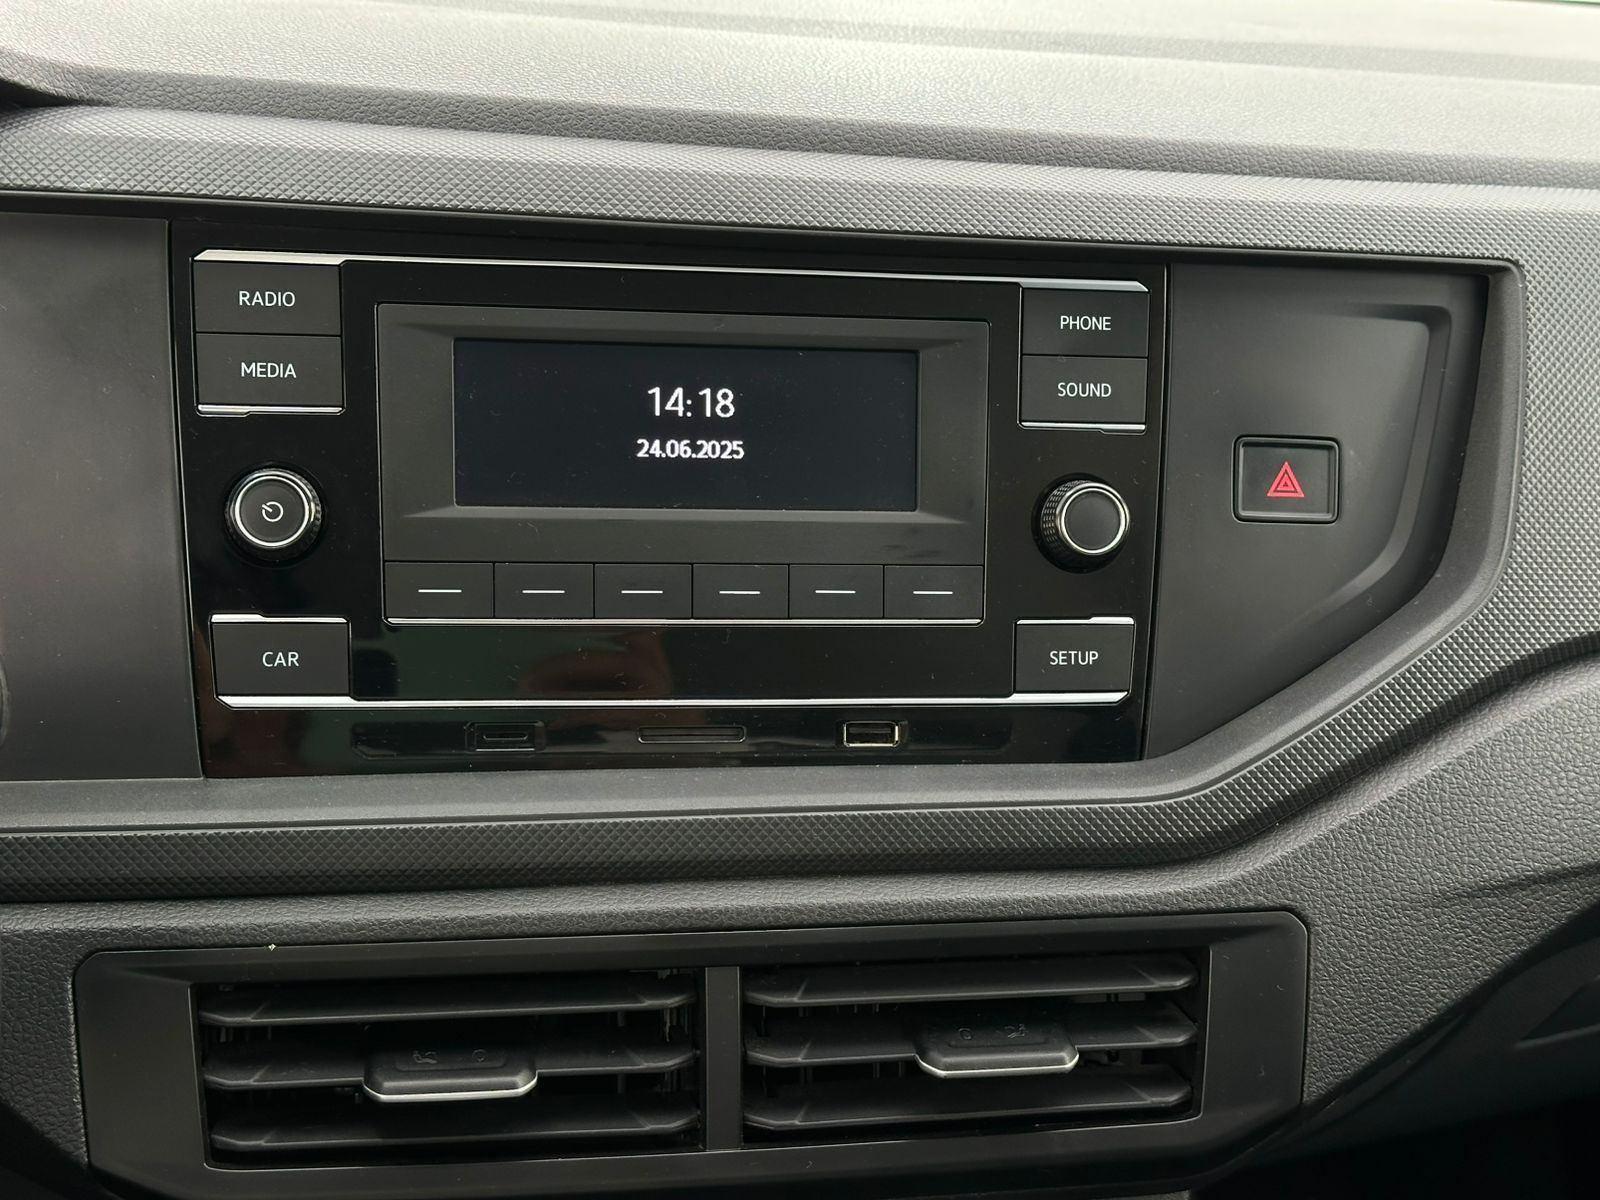 RADIO
MEDIA
PHONE
SOUND
14:18
24.06.2025
CAR
SETUP